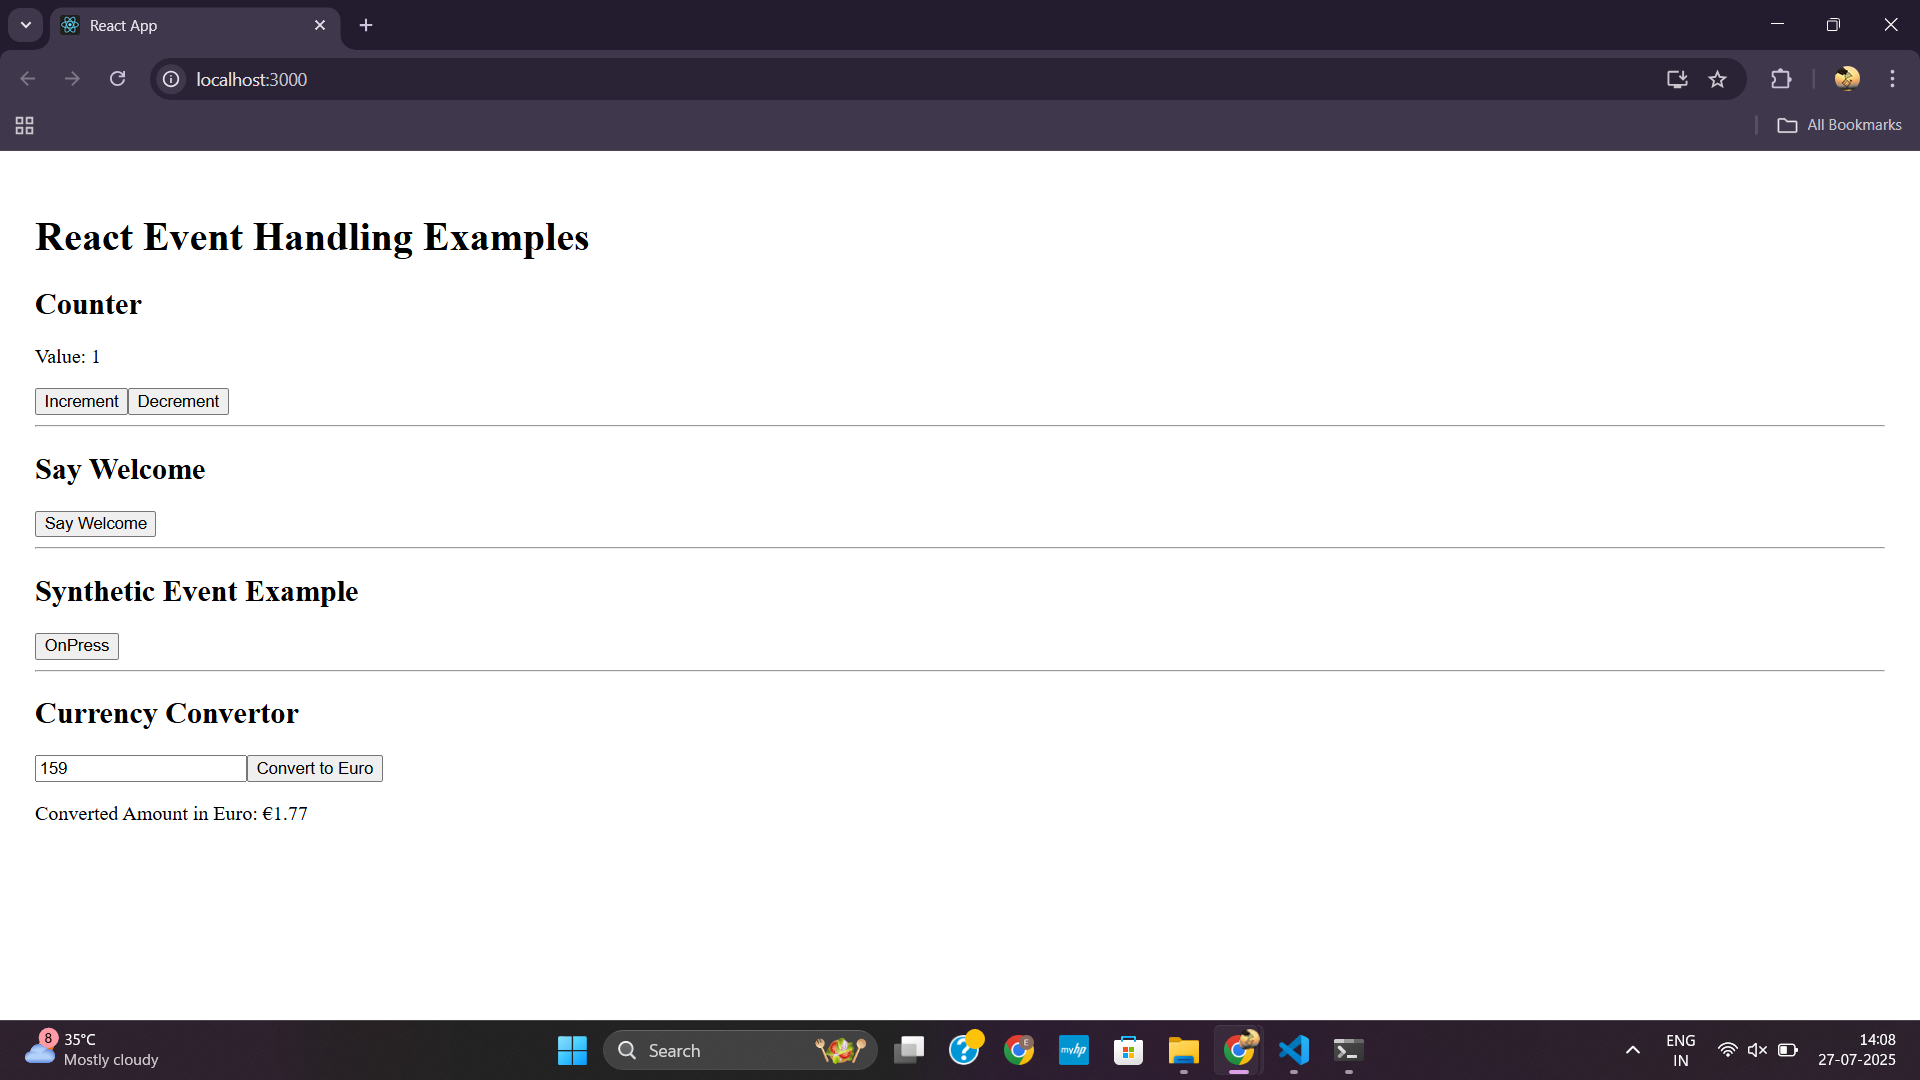 React App
localhost:3000
All Bookmarks
React Event Handling Examples
Counter
Value: 1
Increment Decrement
Say Welcome
Say Welcome
Synthetic Event Example
OnPress
Currency Convertor
159 Convert to Euro
Converted Amount in Euro: €1.77
8 35°C
Mostly cloudy
Search
E
myhp
ENG
IN
14:08
27-07-2025